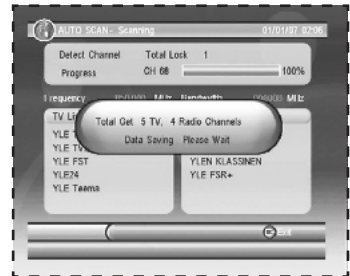 AUTO SCAN- Scanning 01/01/07 02:06
Detect Channel Total Lock 1
Progress CH 68 100%
Frequency MHz Bandwidth MHz
Total Get 5 TV, 4 Radio Channels
Data Saving Please Wait
TV
YLE
YLE
YLE FST YLEN KLASSINEN
YLE24 YLE FSR+
YLE Teema
Exit